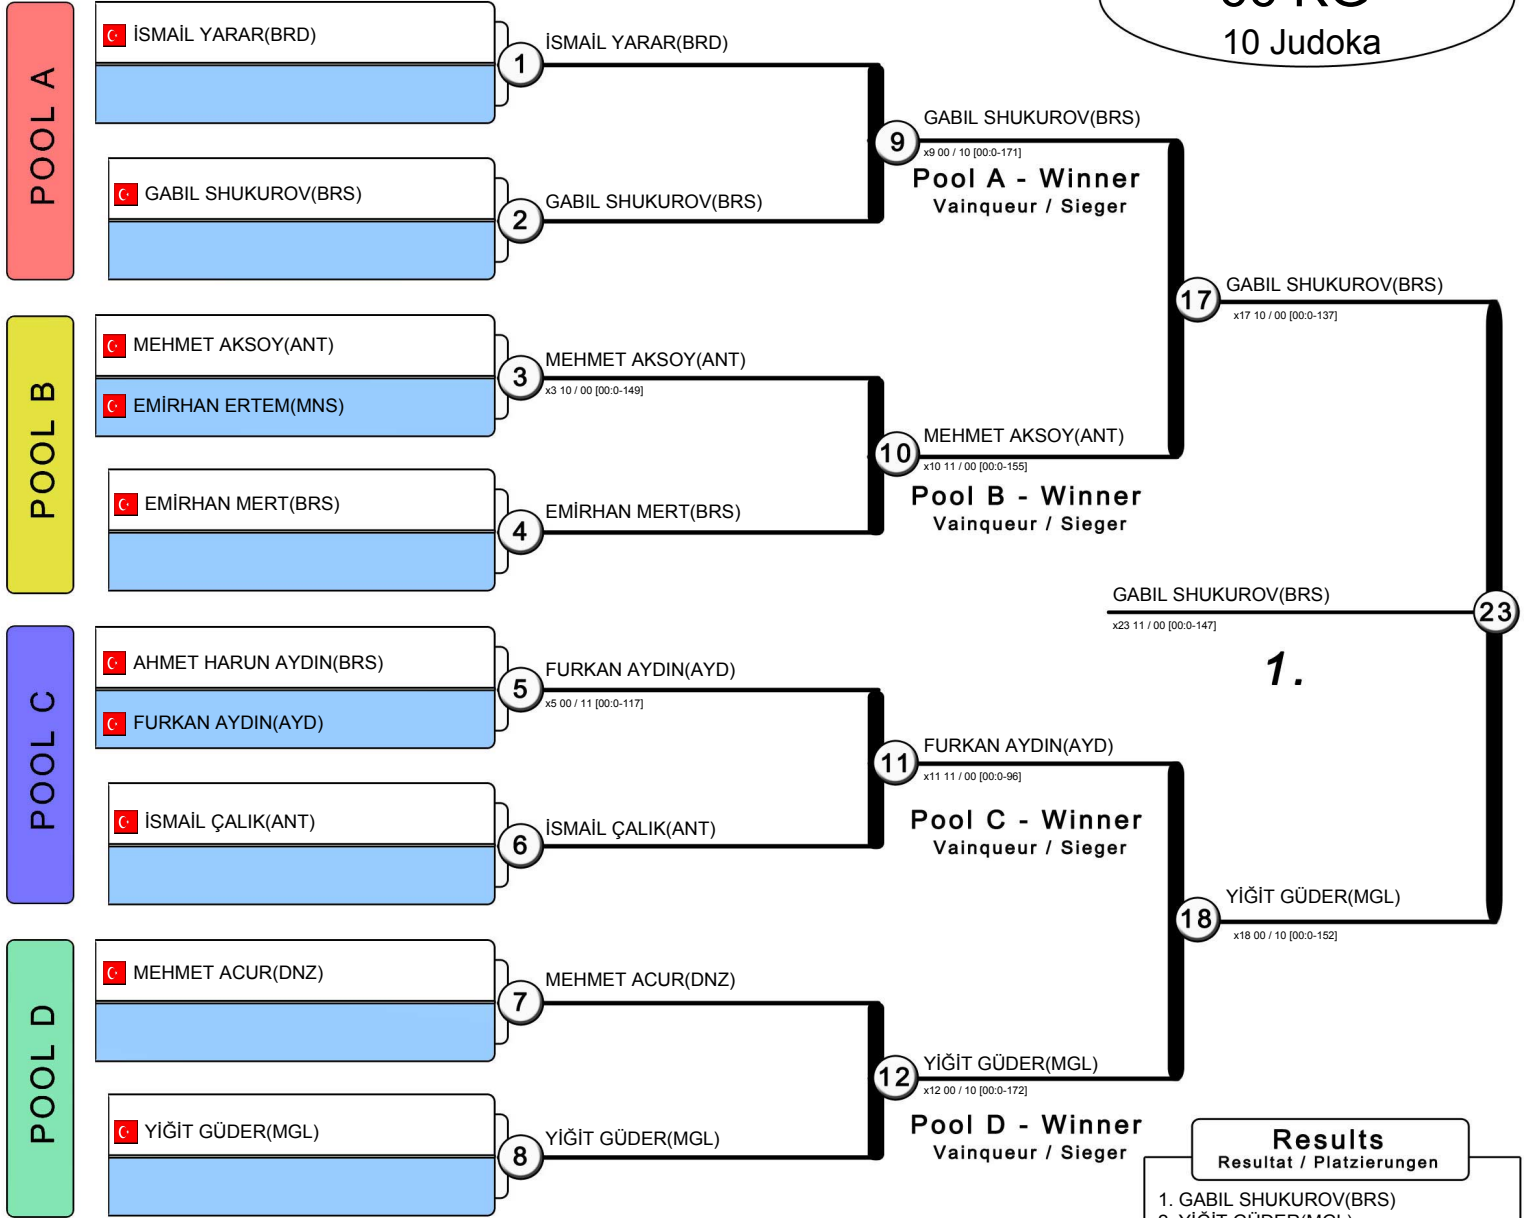 10 Judoka
POOL A
İSMAİL YARAR(BRD)
1
İSMAİL YARAR(BRD)
GABIL SHUKUROV(BRS)
2
GABIL SHUKUROV(BRS)
9
GABIL SHUKUROV(BRS)
x9 00 / 10 [00:0-171]
Pool A - Winner
Vainqueur / Sieger
POOL B
MEHMET AKSOY(ANT)
EMİRHAN ERTEM(MNS)
3
MEHMET AKSOY(ANT)
x3 10 / 00 [00:0-149]
EMİRHAN MERT(BRS)
4
EMİRHAN MERT(BRS)
10
MEHMET AKSOY(ANT)
x10 11 / 00 [00:0-155]
Pool B - Winner
Vainqueur / Sieger
17
GABIL SHUKUROV(BRS)
x17 10 / 00 [00:0-137]
GABIL SHUKUROV(BRS)
x23 11 / 00 [00:0-147]
23
1.
POOL C
AHMET HARUN AYDIN(BRS)
FURKAN AYDIN(AYD)
5
FURKAN AYDIN(AYD)
x5 00 / 11 [00:0-117]
İSMAİL ÇALIK(ANT)
6
İSMAİL ÇALIK(ANT)
11
FURKAN AYDIN(AYD)
x11 11 / 00 [00:0-96]
Pool C - Winner
Vainqueur / Sieger
18
YİĞİT GÜDER(MGL)
x18 00 / 10 [00:0-152]
POOL D
MEHMET ACUR(DNZ)
7
MEHMET ACUR(DNZ)
YİĞİT GÜDER(MGL)
8
YİĞİT GÜDER(MGL)
12
YİĞİT GÜDER(MGL)
x12 00 / 10 [00:0-172]
Pool D - Winner
Vainqueur / Sieger
Results
Resultat / Platzierungen
1. GABIL SHUKUROV(BRS)
2. YİĞİT GÜDER(MGL)